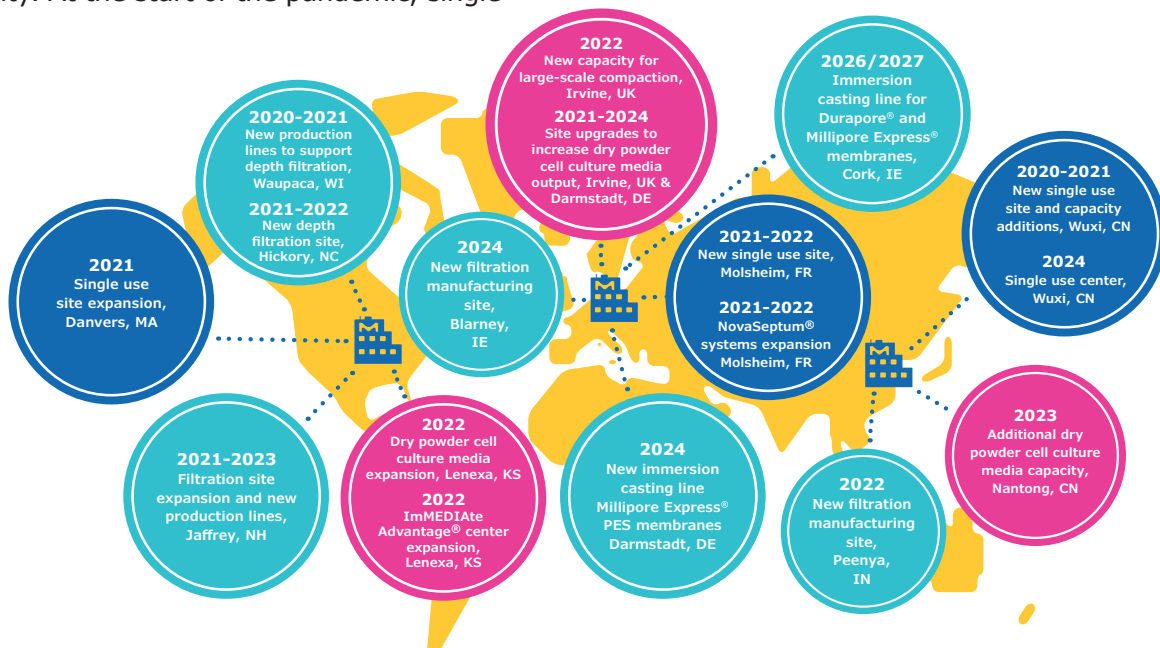 ity. At the start of the pandemic, single
2022
New capacity for
large-scale compaction,
Irvine, UK
2021-2024
Site upgrades to
increase dry powder
cell culture media
output, Irvine, UK &
Darmstadt, DE
2026/2027
Immersion
casting line for
Durapore® and
Millipore Express®
membranes,
Cork, IE
2020-2021
New production
lines to support
depth filtration,
Waupaca, WI
2021-2022
New depth
filtration site,
Hickory, NC
2020-2021
New single use
site and capacity
additions, Wuxi, CN
2024
Single use center,
Wuxi, CN
2021
Single use
site expansion,
Danvers, MA
2024
New filtration
manufacturing
site,
Blarney,
IE
2021-2022
New single use site,
Molsheim, FR
2021-2022
NovaSeptum®
systems expansion
Molsheim, FR
2021-2023
Filtration site
expansion and new
production lines,
Jaffrey, NH
2022
Dry powder cell
culture media
expansion, Lenexa, KS
2022
ImMEDIAte
Advantage® center
expansion,
Lenexa, KS
2024
New immersion
casting line
Millipore Express®
PES membranes
Darmstadt, DE
2022
New filtration
manufacturing
site,
Peenya,
IN
2023
Additional dry
powder cell culture
media capacity,
Nantong, CN